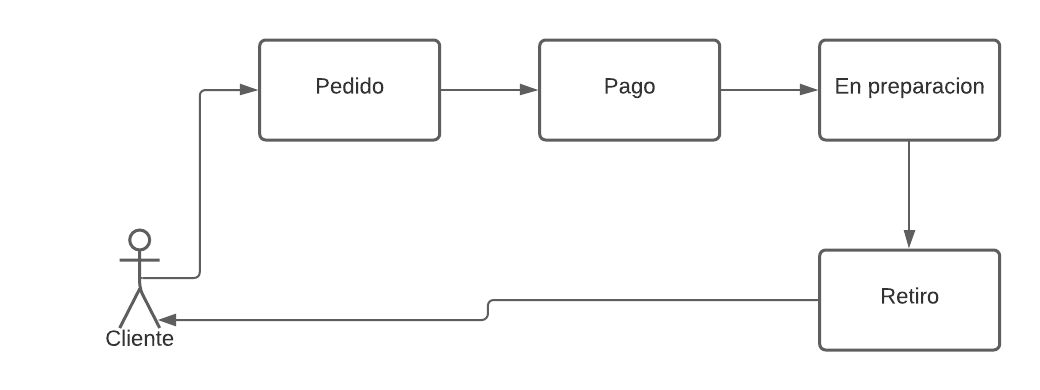 Pedido
Pago
En preparacion
Retiro
Cliente